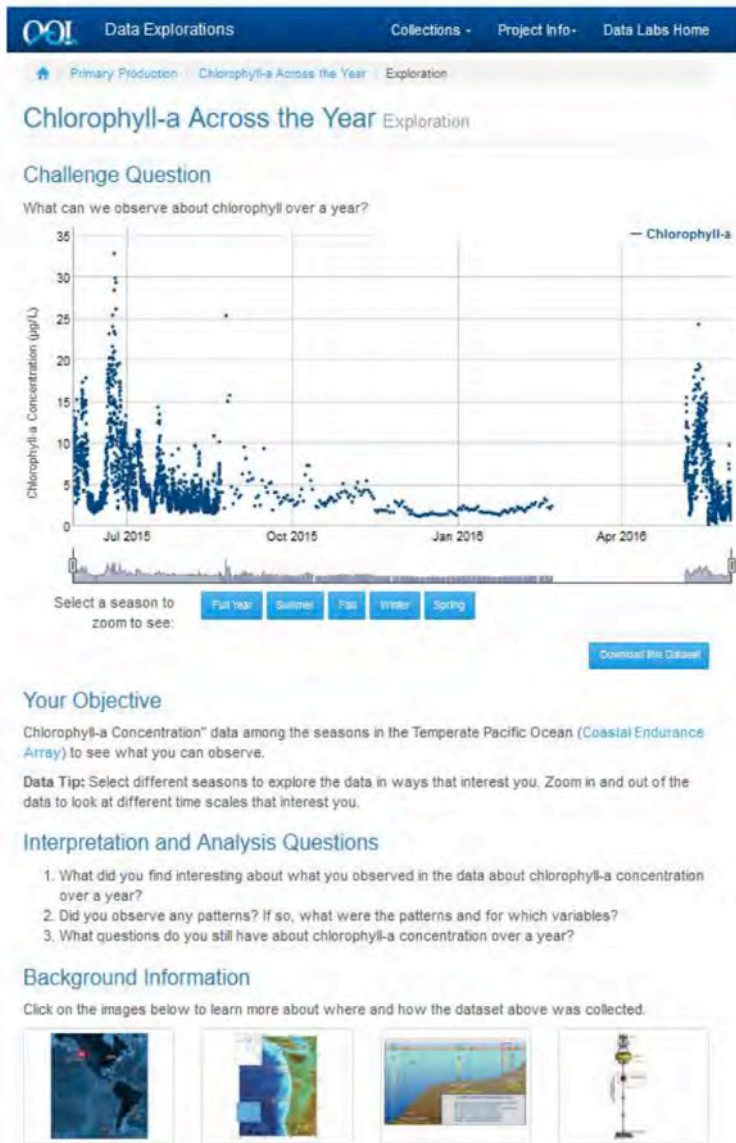 OOI Data Explorations Collections Project Info Data Labs Home
Primary Production Chlorophyll-a Across the Year Exploration
Chlorophyll-a Across the Year Exploration
Challenge Question
What can we observe about chlorophyll over a year?
Chlorophyll-a
Chlorophyll-a Concentration (µg/L)
35
30
25
20
15
10
5
0
Jul 2015 Oct 2015 Jan 2016 Apr 2016
Select a season to
zoom to see:
Full Year Summer Fall Winter Spring
Download this Dataset
Your Objective
Chlorophyll-a Concentration" data among the seasons in the Temperate Pacific Ocean (Coastal Endurance
Array) to see what you can observe.
Data Tip: Select different seasons to explore the data in ways that interest you. Zoom in and out of the
data to look at different time scales that interest you.
Interpretation and Analysis Questions
1. What did you find interesting about what you observed in the data about chlorophyll-a concentration
over a year?
2. Did you observe any patterns? If so, what were the patterns and for which variables?
3. What questions do you still have about chlorophyll-a concentration over a year?
Background Information
Click on the images below to learn more about where and how the dataset above was collected.